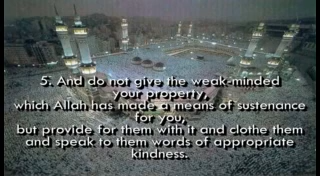 5. And do not give the weak-minded
your property,
which Allah has made a means of sustenance
for you,
but provide for them with it and clothe them
and speak to them words of appropriate
kindness.